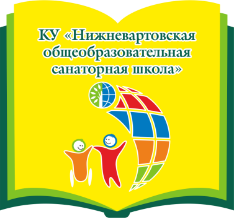 КУ «Нижневартовская
общеобразовательная
санаторная школа»